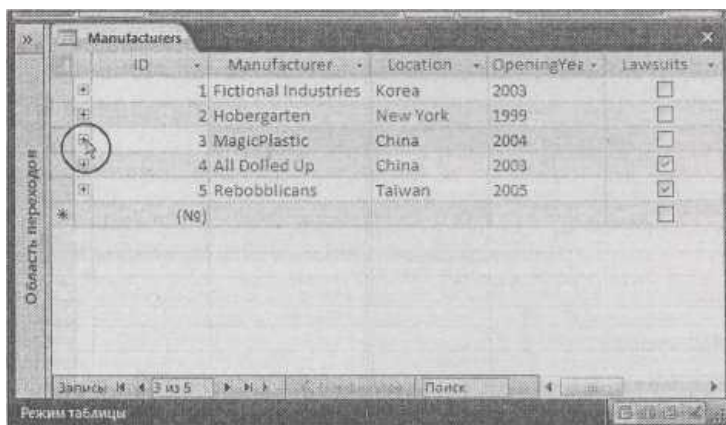 Manufacturers
ID Manufacturer Location OpeningYea Lawsuits
1 Fictional Industries Korea 2003
2 Hobergarten New York 1999
3 MagicPlastic China 2004
4 All Dolled Up China 2003
5 Rebobblicans Taiwan 2005
(№)
Область переходов
Записи 3 из 5 Поиск
Режим таблицы